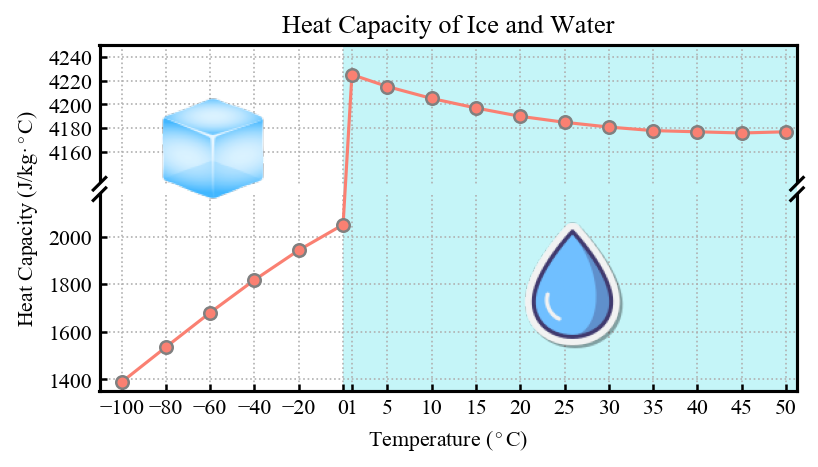 Heat Capacity of Ice and Water
Heat Capacity (J/kg·°C)
4240
4220
4200
4180
4160
2000
1800
1600
1400
−100 −80 −60 −40 −20 0 1 5 10 15 20 25 30 35 40 45 50
Temperature (°C)